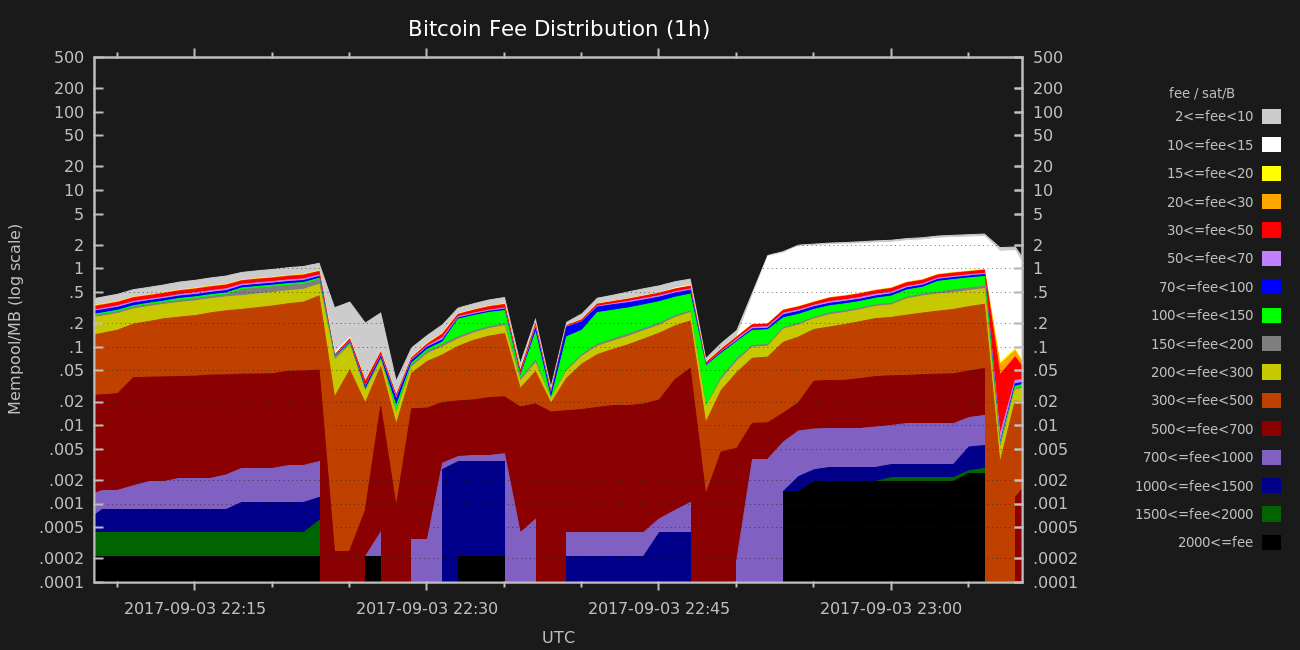 Bitcoin Fee Distribution (1h)
500
200
100
50
20
10
5
2
1
.5
.2
.1
.05
.02
.01
.005
.002
.001
.0005
.0002
.0001
Mempool/MB (log scale)
500
200
100
50
20
10
5
2
1
.5
.2
.1
.05
.02
.01
.005
.002
.001
.0005
.0002
.0001
2017-09-03 22:15
2017-09-03 22:30
2017-09-03 22:45
2017-09-03 23:00
UTC
fee / sat/B
2<=fee<10
10<=fee<15
15<=fee<20
20<=fee<30
30<=fee<50
50<=fee<70
70<=fee<100
100<=fee<150
150<=fee<200
200<=fee<300
300<=fee<500
500<=fee<700
700<=fee<1000
1000<=fee<1500
1500<=fee<2000
2000<=fee